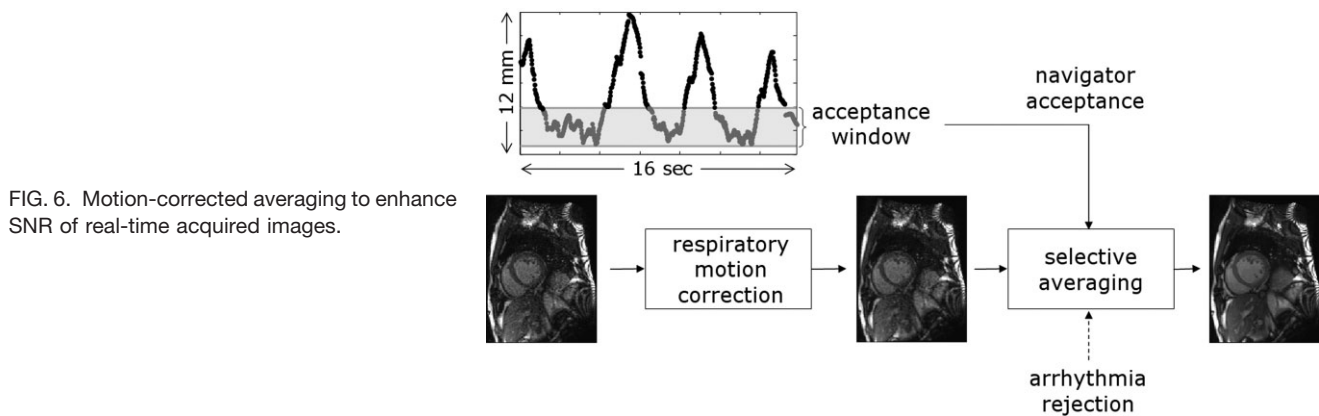 FIG. 6. Motion-corrected averaging to enhance
SNR of real-time acquired images.
12 mm
16 sec
acceptance
window
navigator
acceptance
respiratory
motion
correction
selective
averaging
arrhythmia
rejection